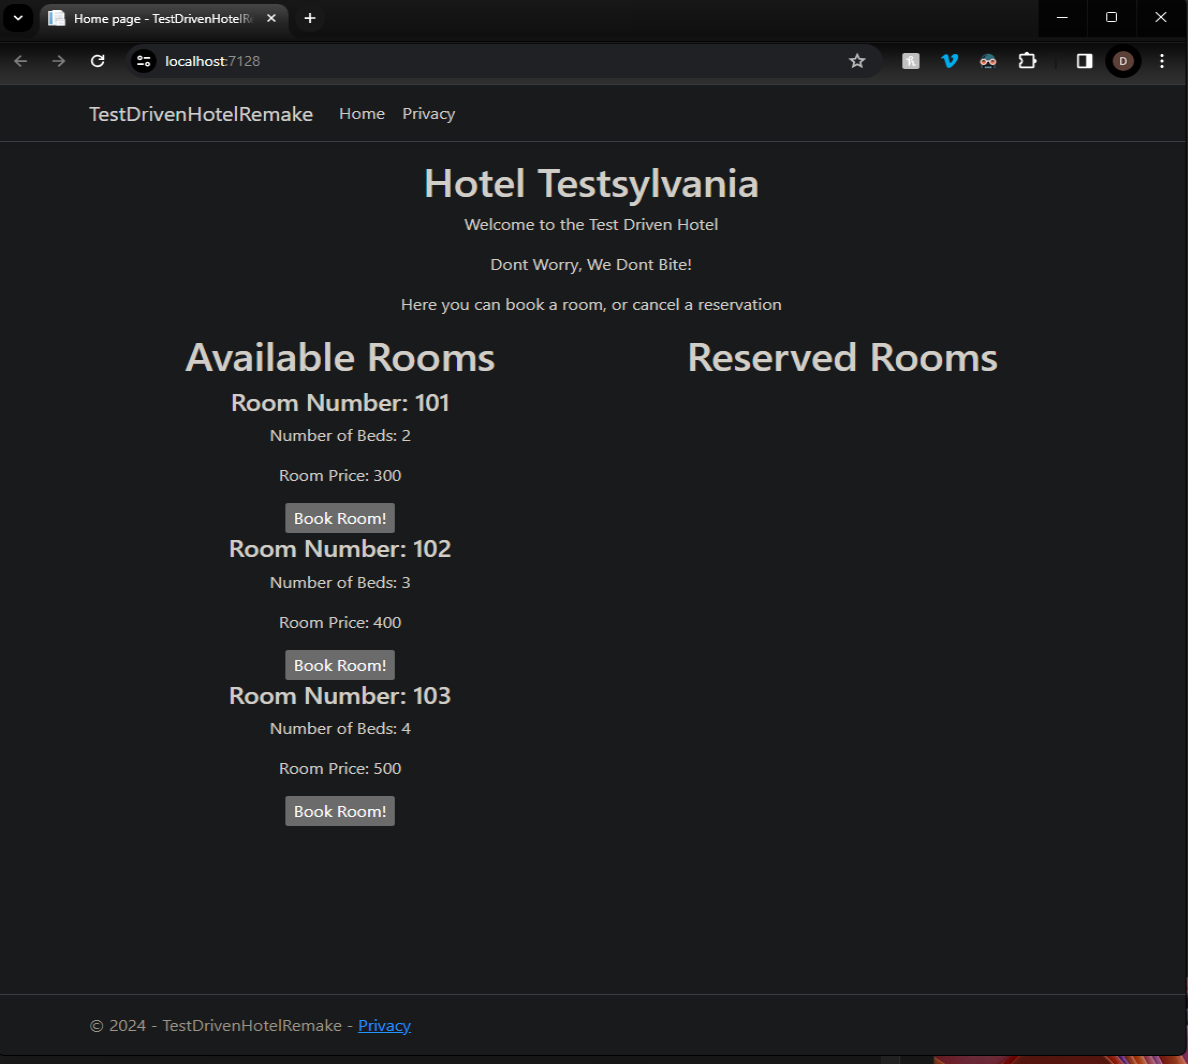 Home page - TestDrivenHotelRe
localhost:7128
D
TestDrivenHotelRemake Home Privacy
Hotel Testsylvania
Welcome to the Test Driven Hotel
Dont Worry, We Dont Bite!
Here you can book a room, or cancel a reservation
Available Rooms
Room Number: 101
Number of Beds: 2
Room Price: 300
Book Room!
Room Number: 102
Number of Beds: 3
Room Price: 400
Book Room!
Room Number: 103
Number of Beds: 4
Room Price: 500
Book Room!
Reserved Rooms
© 2024 - TestDrivenHotelRemake - Privacy